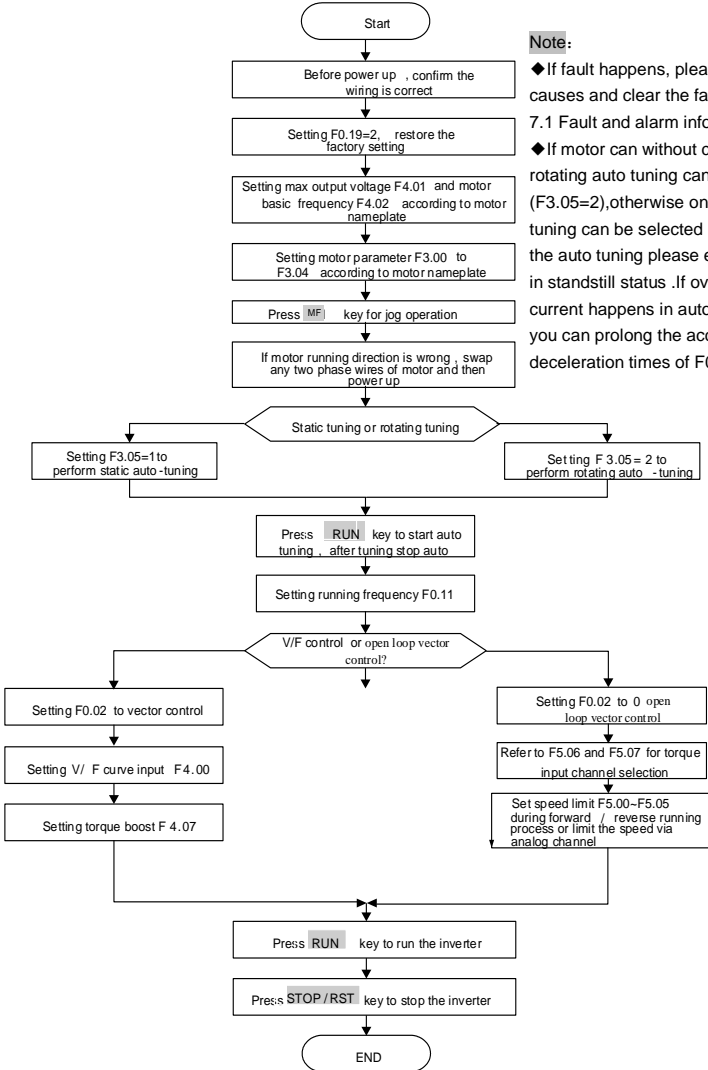 Start
Before power up , confirm the
wiring is correct
Setting F0.19=2, restore the
factory setting
Setting max output voltage F4.01 and motor
basic frequency F4.02 according to motor
nameplate
Setting motor parameter F3.00 to
F3.04 according to motor nameplate
Press MF key for jog operation
If motor running direction is wrong , swap
any two phase wires of motor and then
power up
Static tuning or rotating tuning
Setting F3.05=1 to
perform static auto-tuning
Setting F 3.05= 2 to
perform rotating auto -tuning
Press RUN key to start auto
tuning , after tuning stop auto
Setting running frequency F0.11
V/F control or open loop vector
control?
Setting F0.02 to vector control
Setting V/ F curve input F4.00
Setting torque boost F 4.07
Setting F0.02 to 0 open
loop vector control
Refer to F5.06 and F5.07 for torque
input channel selection
Set speed limit F5.00~F5.05
during forward / reverse running
process or limit the speed via
analog channel
Press RUN key to run the inverter
Press STOP/RST key to stop the inverter
END
Note:
◆If fault happens, plea
causes and clear the fa
7.1 Fault and alarm info
◆If motor can without c
rotating auto tuning can
(F3.05=2),otherwise on
tuning can be selected
the auto tuning please e
in standstill status .If ov
current happens in auto
you can prolong the acc
deceleration times of F0